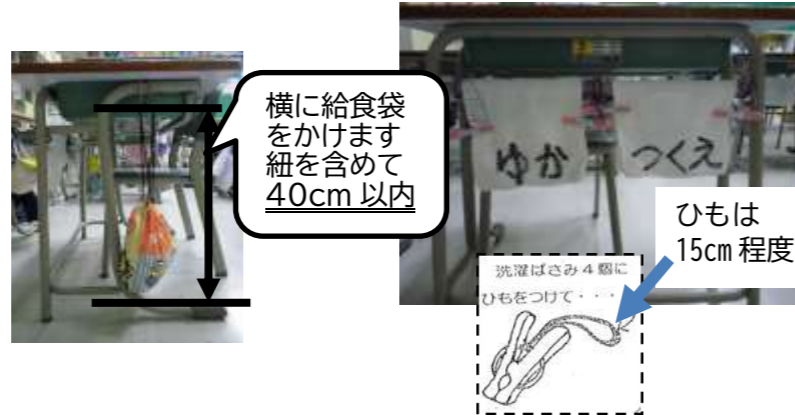 横に給食袋
をかけます
紐を含めて
40cm 以内
ゆか
つくえ
ひもは
15cm 程度
洗濯ばさみ4個に
ひもをつけて・・・